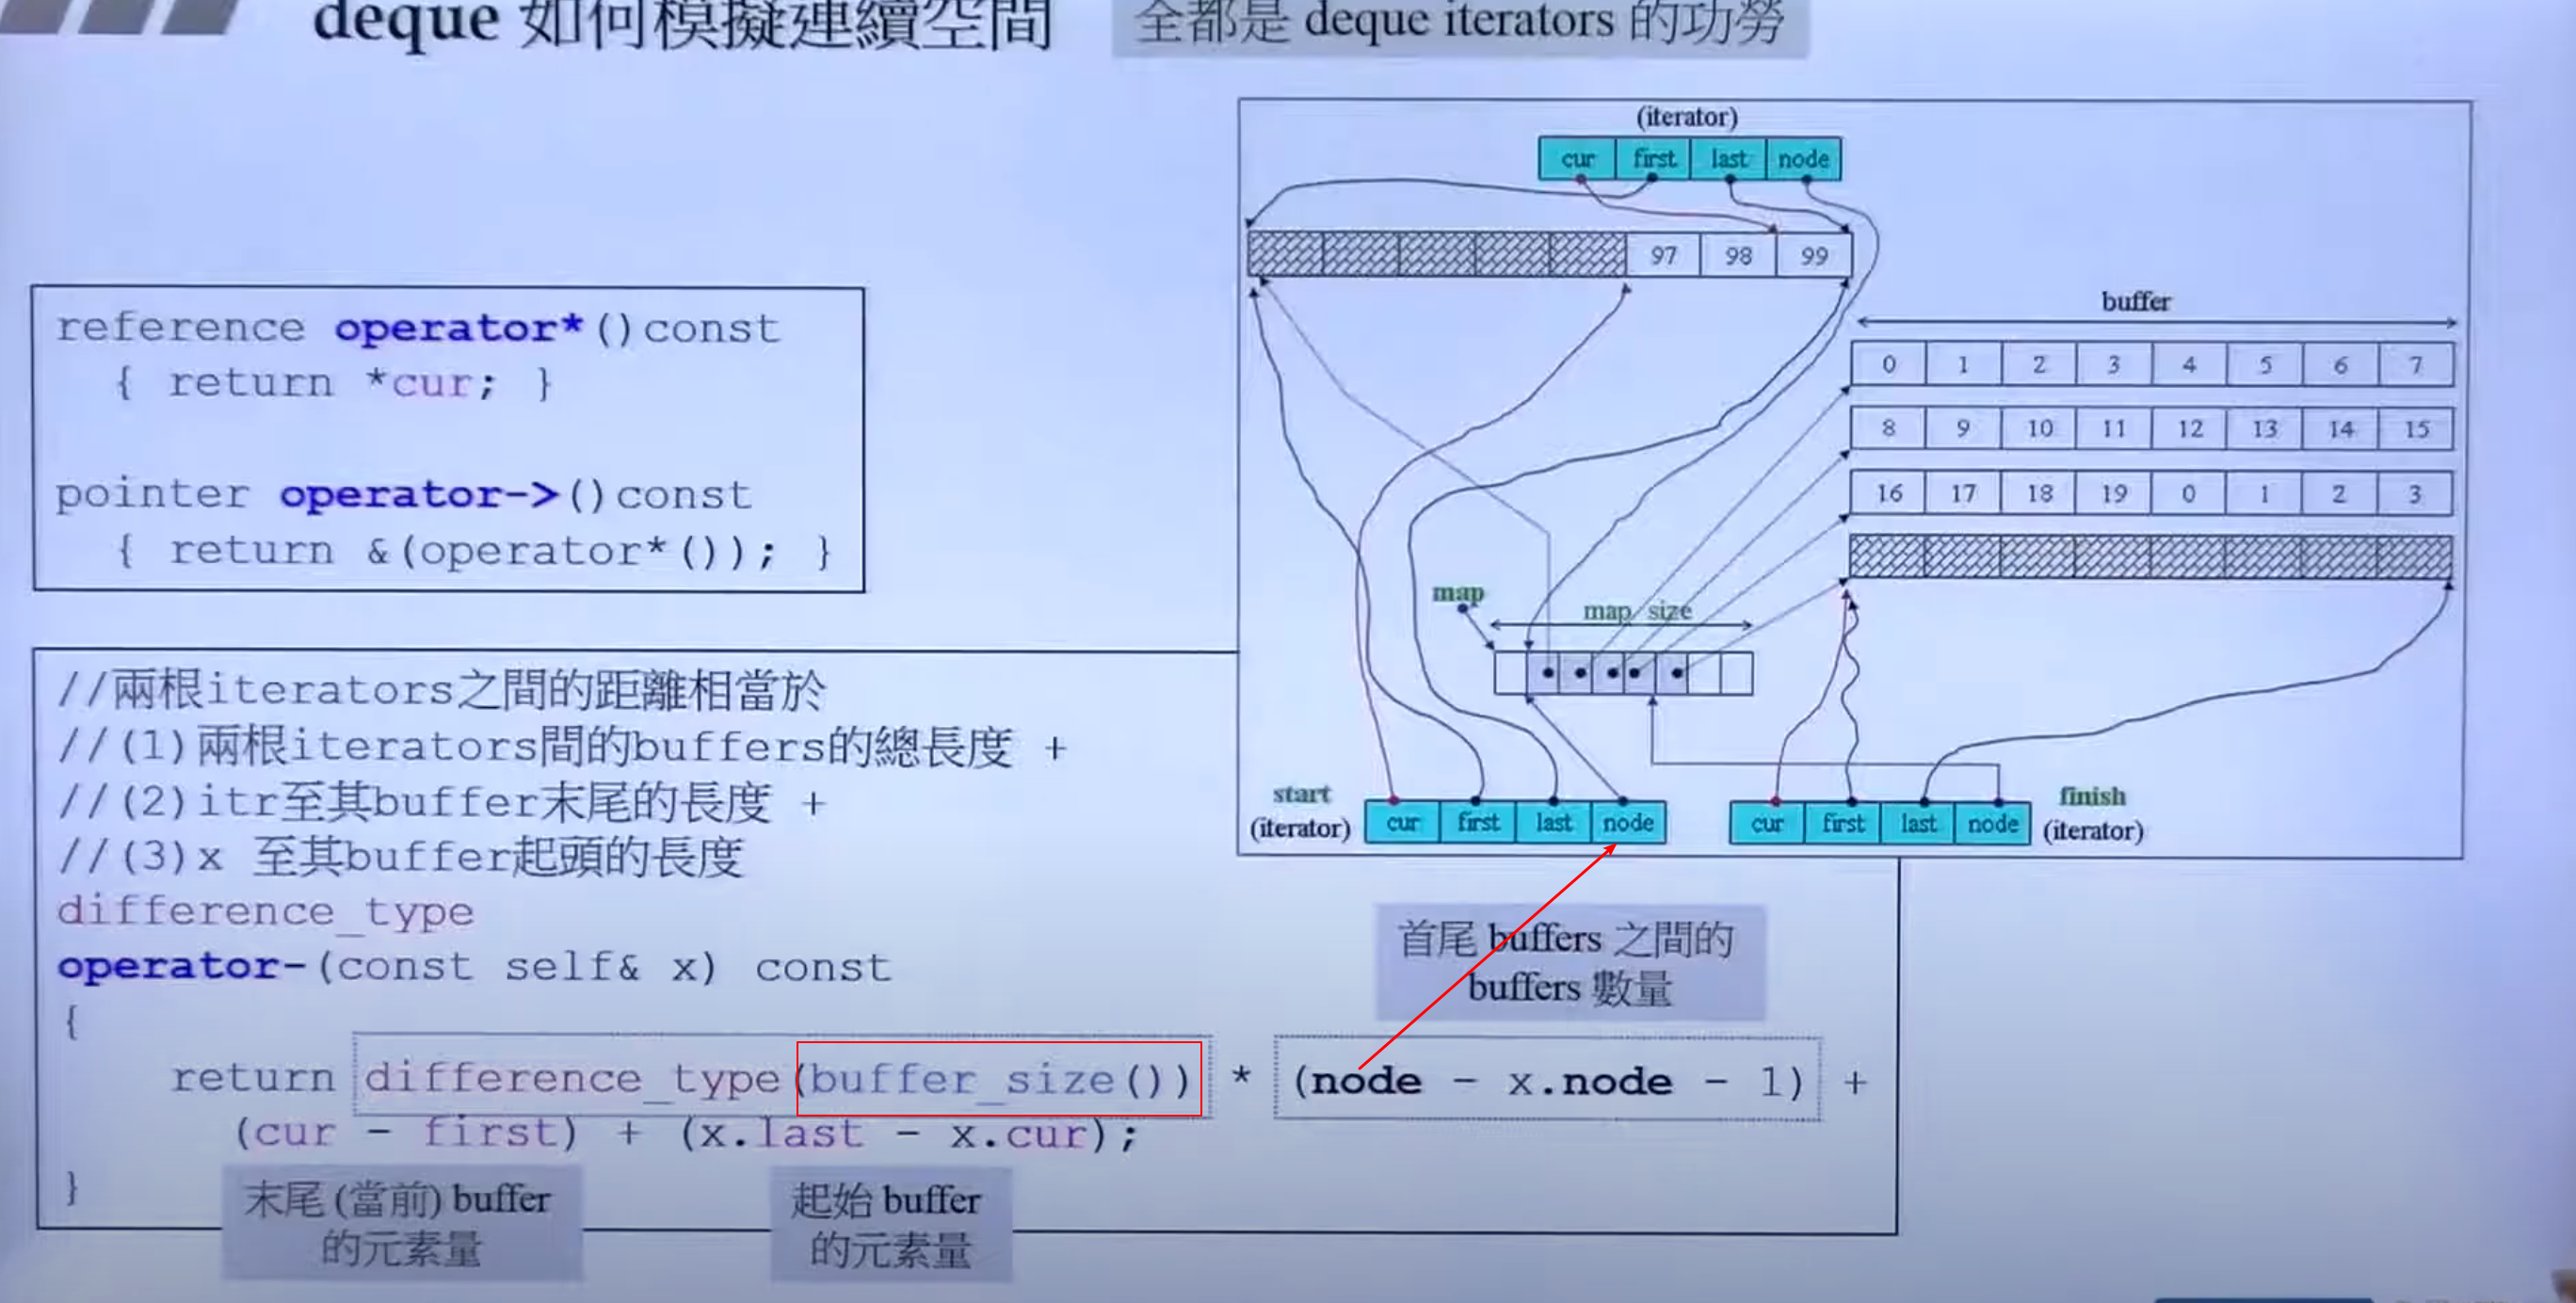 deque 如何模擬連續空間
全都是 deque iterators 的功勞
reference operator*()const
{ return *cur; }
pointer operator->()const
{ return &(operator*()); }
(iterator)
cur first last node
97 98 99
buffer
0 1 2 3 4 5 6 7
8 9 10 11 12 13 14 15
16 17 18 19 0 1 2 3
map
map_size
start
(iterator)
cur first last node
cur first last node
finish
(iterator)
//兩根iterators之間的距離相當於
//(1)兩根iterators間的buffers的總長度 +
//(2)itr至其buffer末尾的長度 +
//(3)x 至其buffer起頭的長度
difference_type
operator-(const self& x) const
{
首尾 buffers 之間的
buffers 數量
return difference_type(buffer_size()) * (node - x.node - 1) +
(cur - first) + (x.last - x.cur);
}
末尾 (當前) buffer
的元素量
起始 buffer
的元素量